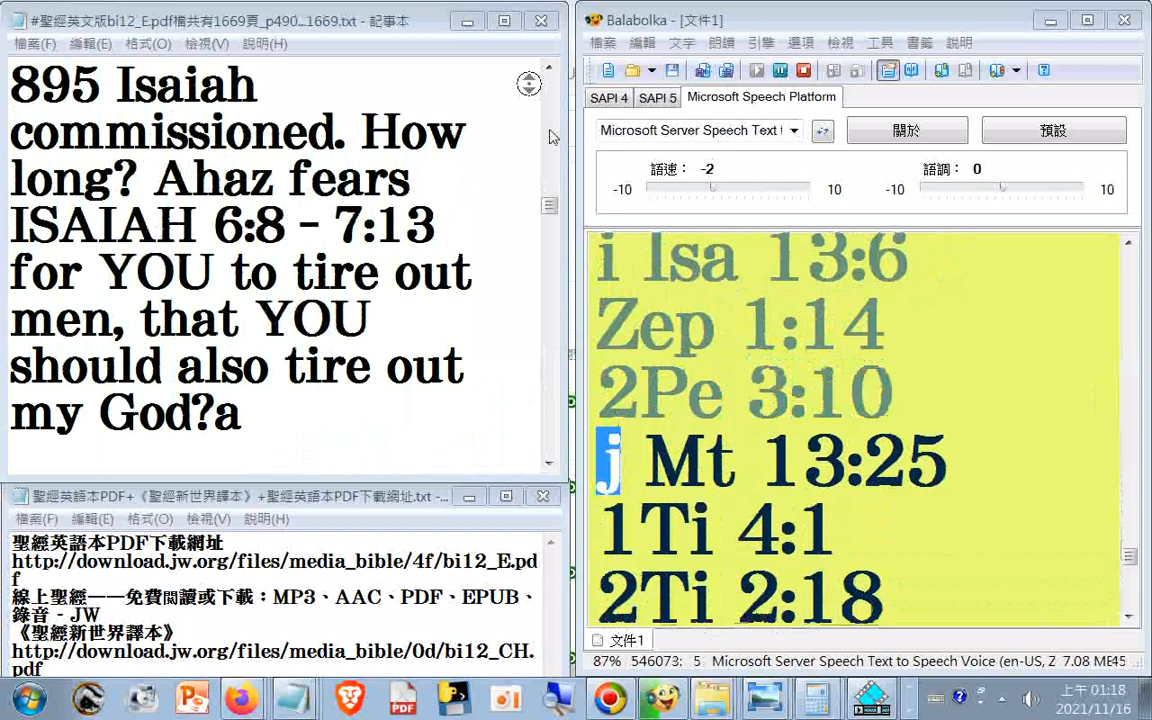 #聖經英文版bi12_E.pdf檔共有1669頁_p490...1669.txt - 記事本
檔案(F) 編輯(E) 格式(O) 檢視(V) 說明(H)
895 Isaiah
commissioned. How
long? Ahaz fears
ISAIAH 6:8 – 7:13
for YOU to tire out
men, that YOU
should also tire out
my God?a
聖經英語本PDF+《聖經新世界譯本》+聖經英語本PDF下載網址.txt - ...
檔案(F) 編輯(E) 格式(O) 檢視(V) 說明(H)
聖經英語本PDF下載網址
http://download.jw.org/files/media_bible/4f/bi12_E.pd
f
線上聖經——免費閱讀或下載：MP3、AAC、PDF、EPUB、
錄音 - JW
《聖經新世界譯本》
http://download.jw.org/files/media_bible/0d/bi12_CH.
pdf
Balabolka - [文件1]
檔案 編輯 文字 朗讀 引擎 選項 檢視 工具 書籤 說明
SAPI 4 SAPI 5 Microsoft Speech Platform
Microsoft Server Speech Text t 關於 預設
語速： -2 語調： 0
-10 10 -10 10
i Isa 13:6
Zep 1:14
2Pe 3:10
j Mt 13:25
1Ti 4:1
2Ti 2:18
文件1
87% 546073: 5 Microsoft Server Speech Text to Speech Voice (en-US, Z 7.08 ME45
上午 01:18
2021/11/16